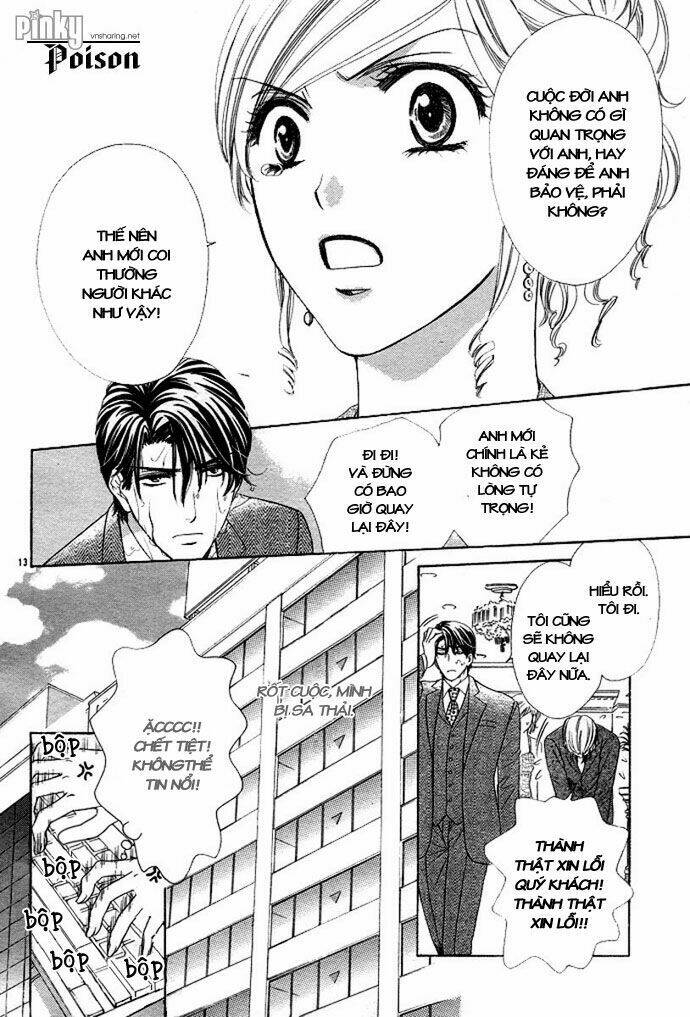 Pinky
vnsharing.net
Poison
CUỘC ĐỜI ANH
KHÔNG CÓ GÌ
QUAN TRỌNG
VỚI ANH, HAY
ĐÁNG ĐỂ ANH
BẢO VỆ, PHẢI
KHÔNG?
THẾ NÊN
ANH MỚI COI
THƯỜNG
NGƯỜI KHÁC
NHƯ VẬY!
ANH MỚI
CHÍNH LÀ KẺ
KHÔNG CÓ
LÒNG TỰ
TRỌNG!
ĐI ĐI!
VÀ ĐỪNG
CÓ BAO
GIỜ QUAY
LẠI ĐÂY!
13
HIỂU RỒI.
TÔI ĐI.
TÔI CŨNG
SẼ KHÔNG
QUAY LẠI
ĐÂY NỮA.
THÀNH
THẬT XIN LỖI
QUÝ KHÁCH!
THÀNH THẬT
XIN LỖI!!
RỐT CUỘC, MÌNH
BỊ SA THẢI.
ẶCCCC!!
CHẾT TIỆT!
KHÔNGTHỂ
TIN NỔI!
BỘP
BỘP
BỘP
BỘP
BỘP